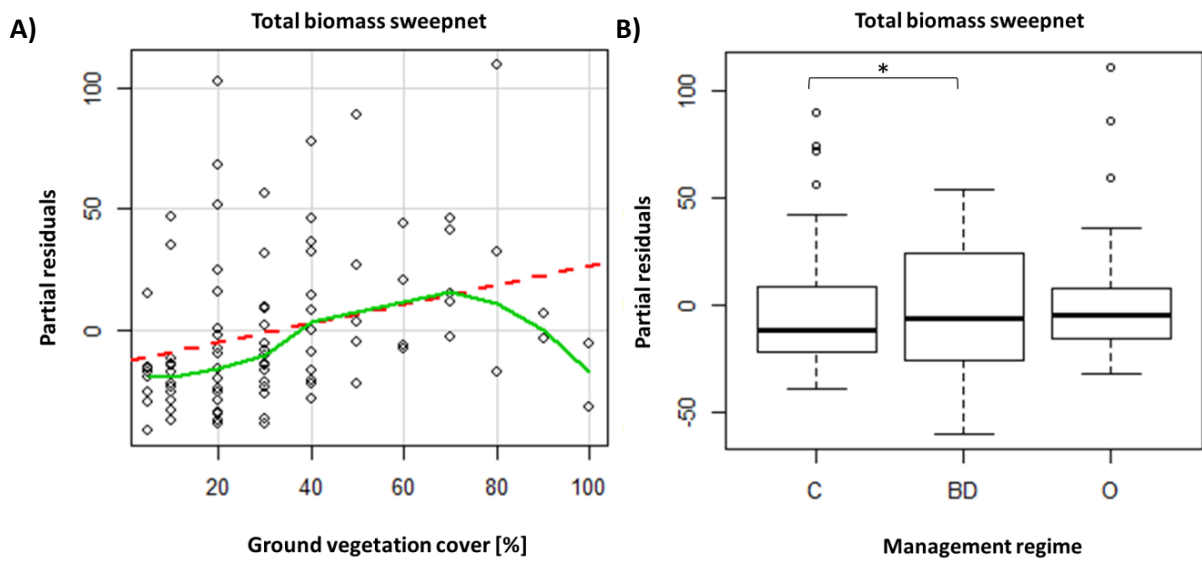 A)
Total biomass sweepnet
Partial residuals
100
50
0
20 40 60 80 100
Ground vegetation cover [%]
B)
Total biomass sweepnet
*
Partial residuals
100
50
0
-50
C BD O
Management regime